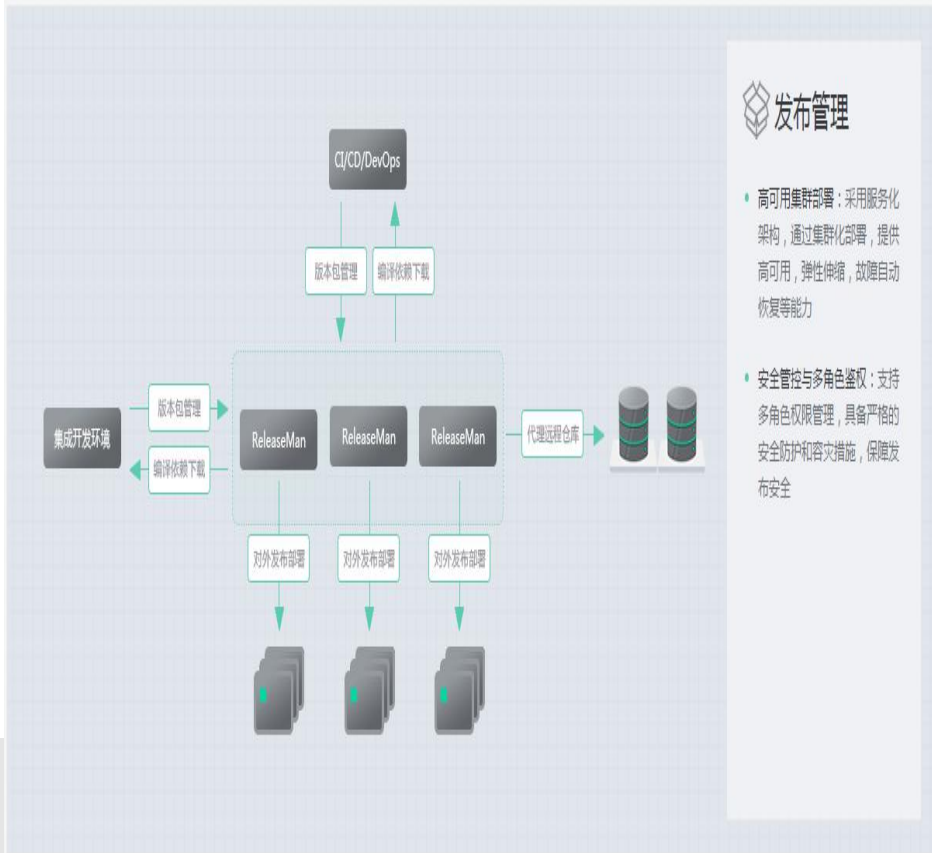 发布管理
CI/CD/DevOps
高可用集群部署：采用服务化
架构，通过集群化部署，提供
高可用，弹性伸缩，故障自动
恢复等能力
版本包管理
编译依赖下载
安全管控与多角色鉴权：支持
多角色权限管理，具备严格的
安全防护和容灾措施，保障发
布安全
版本包管理
集成开发环境
编译依赖下载
ReleaseMan
ReleaseMan
ReleaseMan
代理远程仓库
对外发布部署
对外发布部署
对外发布部署